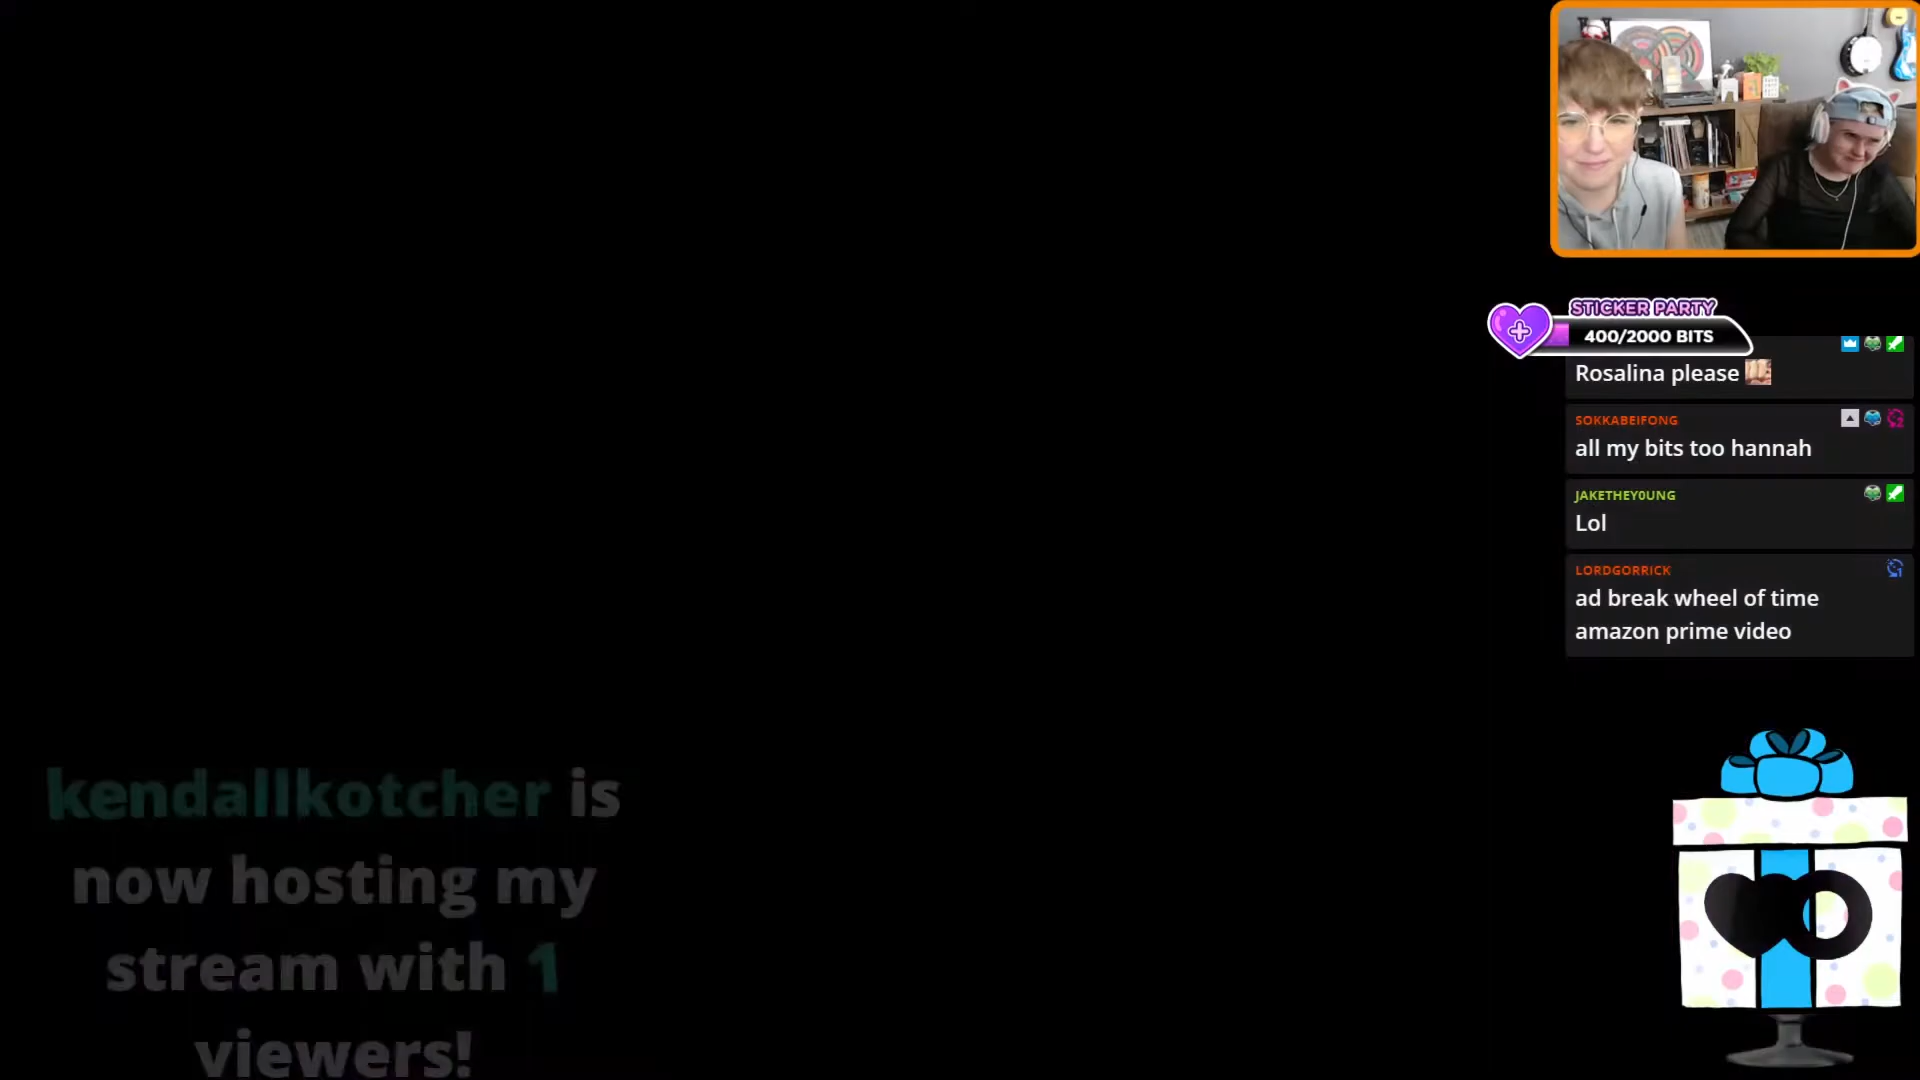 STICKER PARTY
400/2000 BITS
Rosalina please
SOKKABEIFONG
all my bits too hannah
JAKETHEY0UNG
Lol
LORDGORRICK
ad break wheel of time
amazon prime video
kendallkotcher is
now hosting my
stream with 1
viewers!